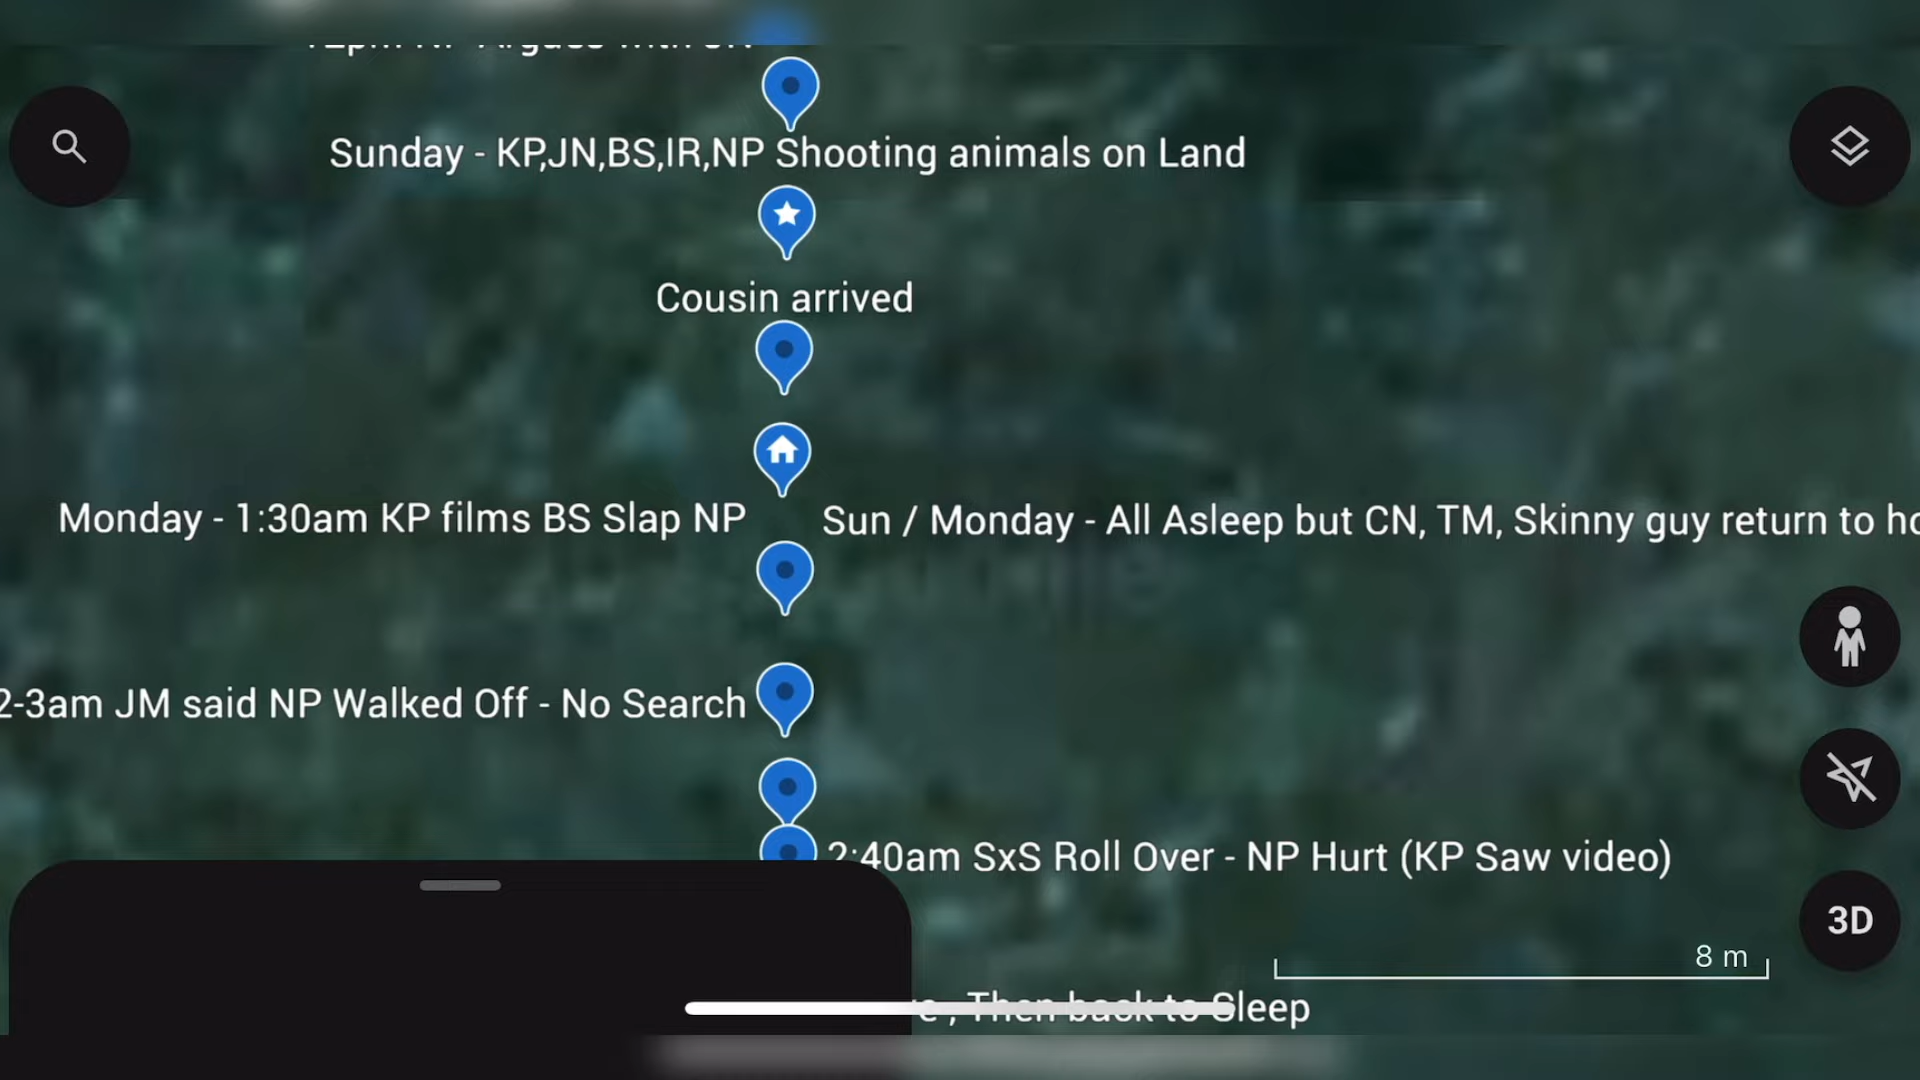 Argues with
Sunday - KP,JN,BS,IR,NP Shooting animals on Land
Cousin arrived
Monday - 1:30am KP films BS Slap NP
Sun / Monday - All Asleep but CN, TM, Skinny guy return to
2-3am JM said NP Walked Off - No Search
2:40am SxS Roll Over - NP Hurt (KP Saw video)
3D
8 m
, Then back to Sleep